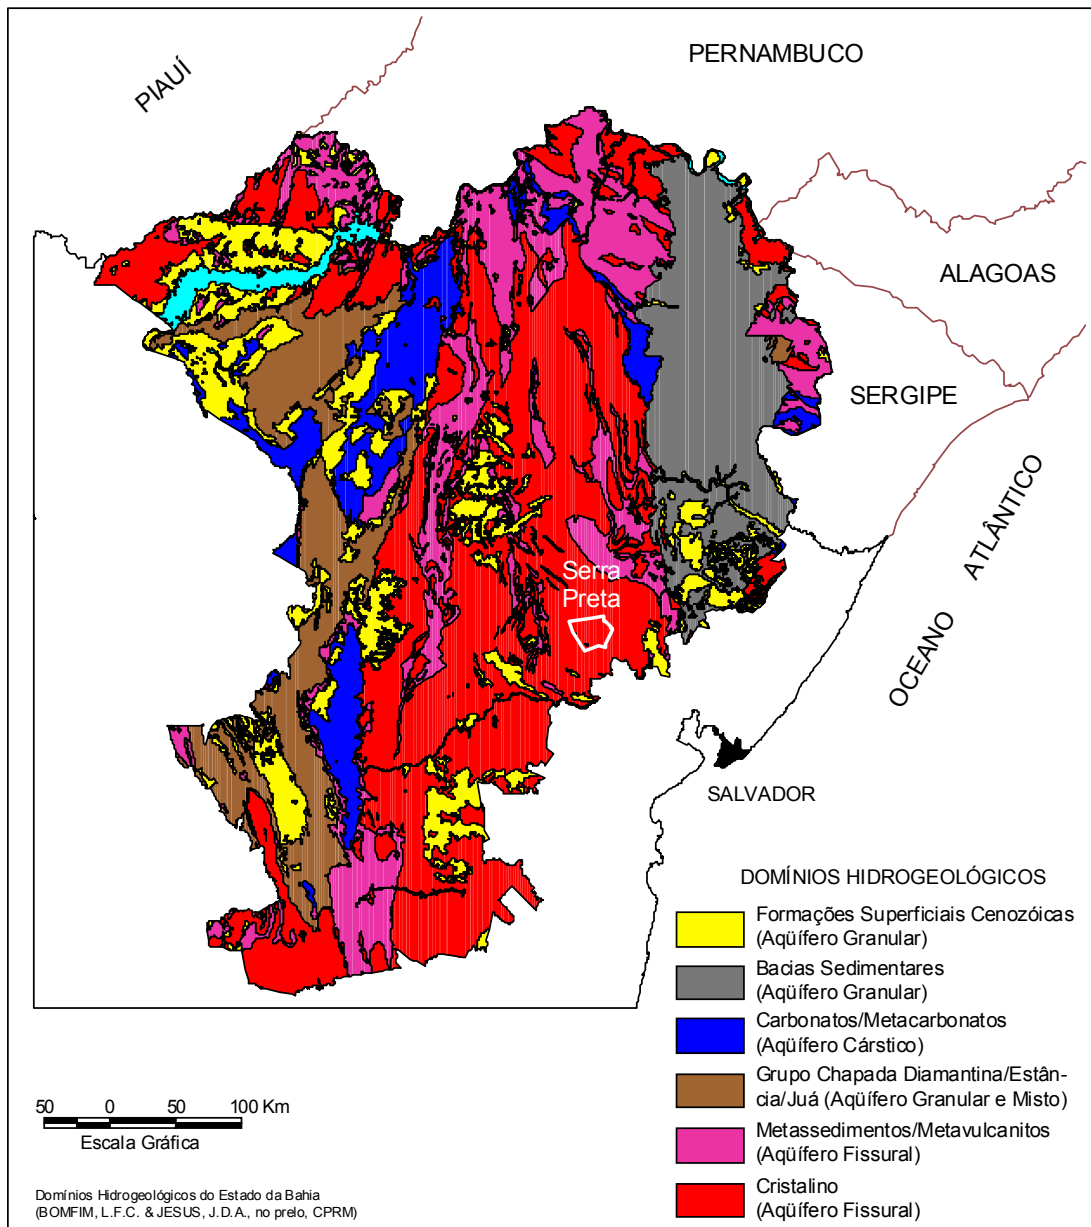 PIAUÍ
PERNAMBUCO
ALAGOAS
SERGIPE
OCEANO ATLÂNTICO
Serra
Preta
SALVADOR
DOMÍNIOS HIDROGEOLÓGICOS
Formações Superficiais Cenozóicas
(Aqüífero Granular)
Bacias Sedimentares
(Aqüífero Granular)
Carbonatos/Metacarbonatos
(Aqüífero Cárstico)
Grupo Chapada Diamantina/Estân-
cia/Juá (Aqüífero Granular e Misto)
Metassedimentos/Metavulcanitos
(Aqüífero Fissural)
Cristalino
(Aqüífero Fissural)
50 0 50 100 Km
Escala Gráfica
Domínios Hidrogeológicos do Estado da Bahia
(BOMFIM, L.F.C. & JESUS, J.D.A., no prelo, CPRM)